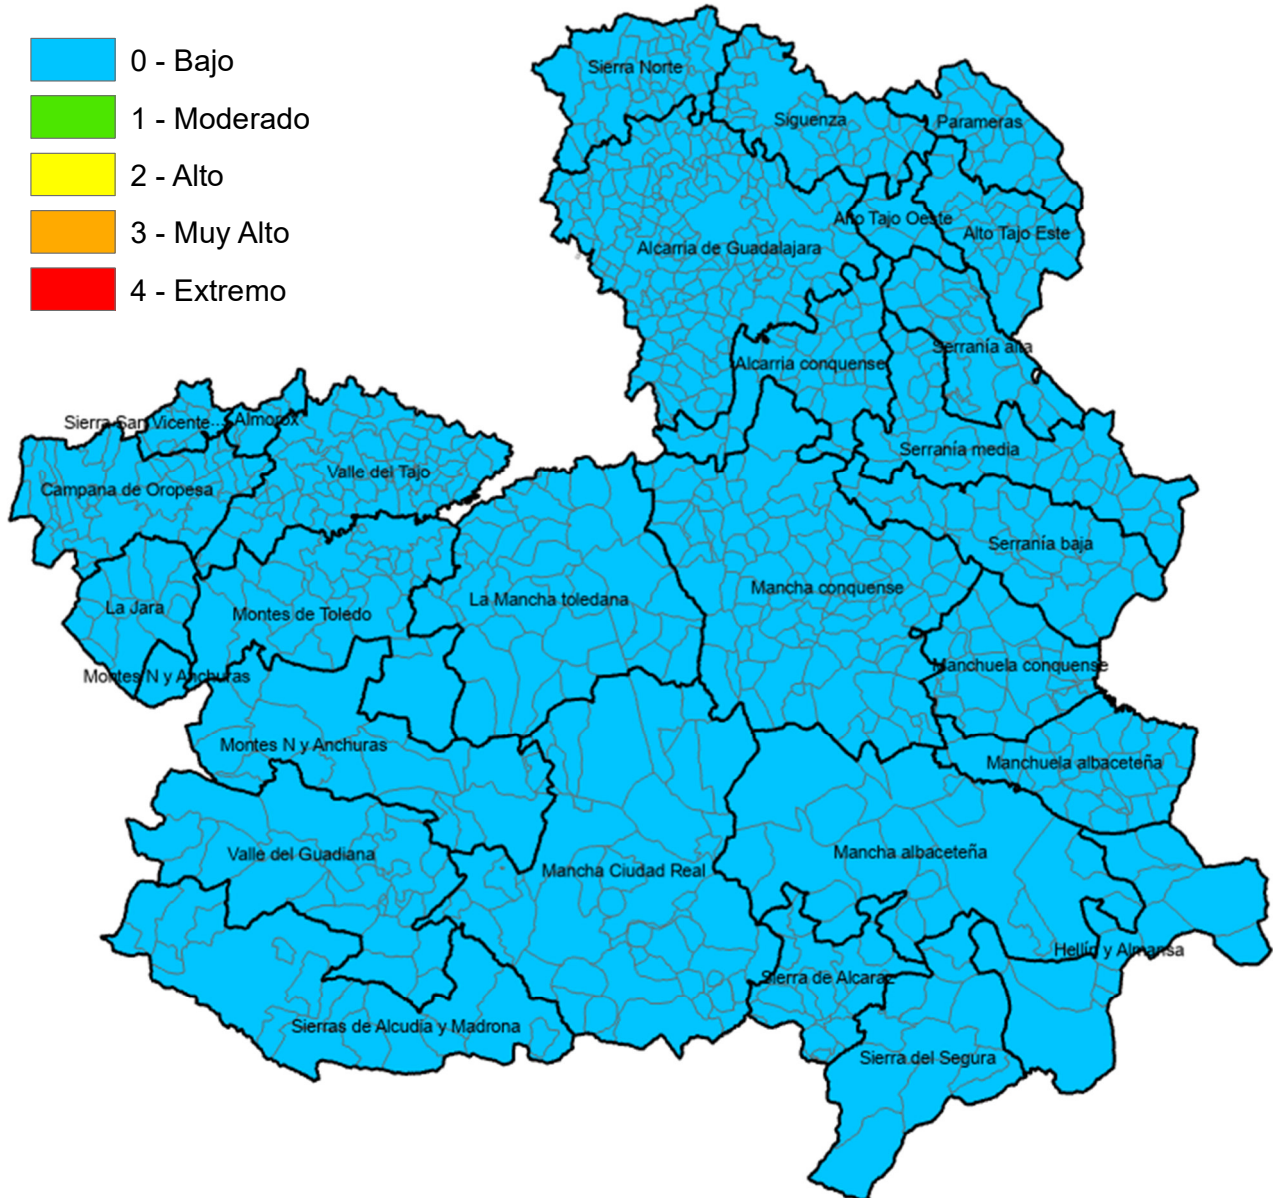 0 - Bajo
1 - Moderado
2 - Alto
3 - Muy Alto
4 - Extremo
Sierra Norte
Siguenza
Parameras
Alto Tajo Oeste
Alto Tajo Este
Alcarria de Guadalajara
Serranía alta
Alcarria conquense
Sierra San Vicente...
Almorox
Serranía media
Valle del Tajo
Campana de Oropesa
Serranía baja
Mancha conquense
La Mancha toledana
La Jara
Montes de Toledo
Manchuela conquense
Montes N y Anchuras
Montes N y Anchuras
Manchuela albaceteña
Valle del Guadiana
Mancha albaceteña
Mancha Ciudad Real
Hellín y Almansa
Sierra de Alcaraz
Sierras de Alcudia y Madrona
Sierra del Segura